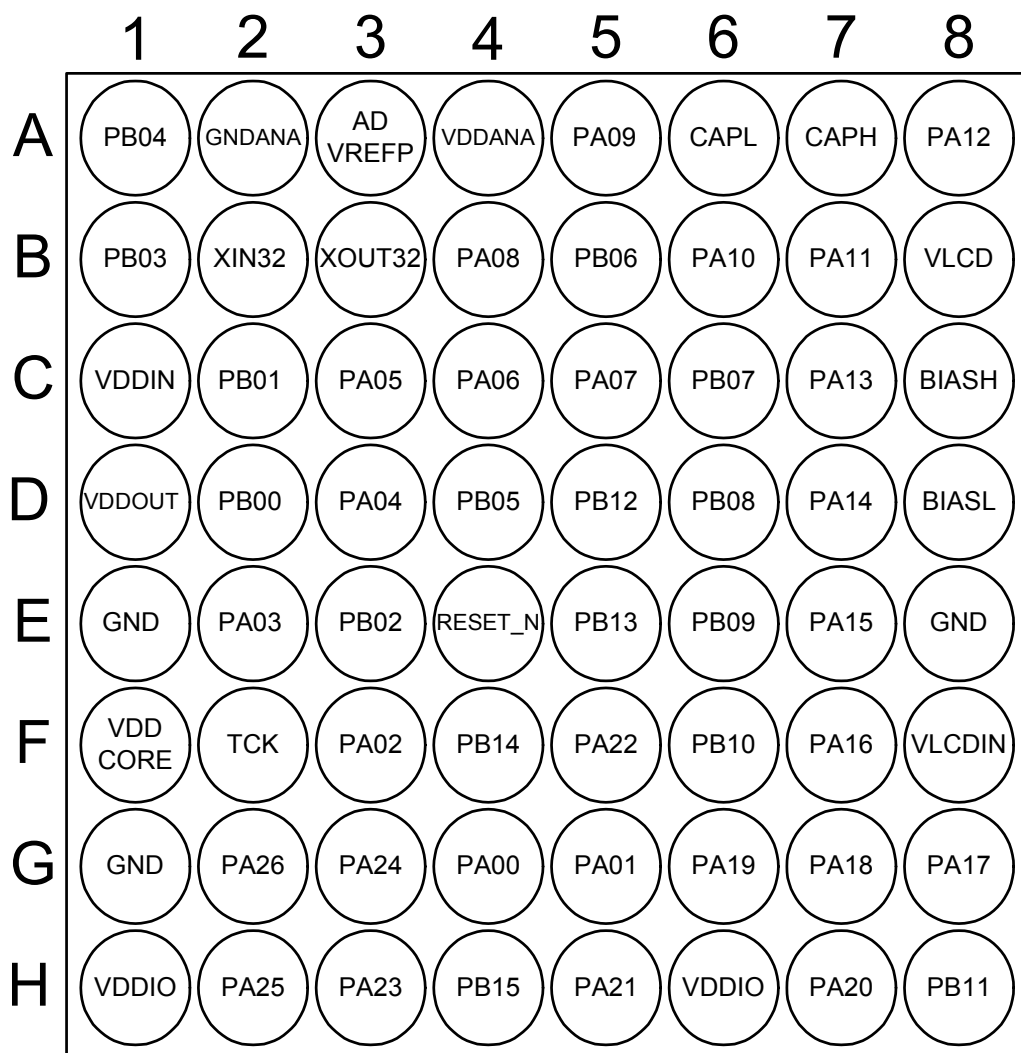 1 2 3 4 5 6 7 8
A PB04 GNDANA AD VREFP VDDANA PA09 CAPL CAPH PA12
B PB03 XIN32 XOUT32 PA08 PB06 PA10 PA11 VLCD
C VDDIN PB01 PA05 PA06 PA07 PB07 PA13 BIASH
D VDDOUT PB00 PA04 PB05 PB12 PB08 PA14 BIASL
E GND PA03 PB02 RESET_N PB13 PB09 PA15 GND
F VDD CORE TCK PA02 PB14 PA22 PB10 PA16 VLCDIN
G GND PA26 PA24 PA00 PA01 PA19 PA18 PA17
H VDDIO PA25 PA23 PB15 PA21 VDDIO PA20 PB11